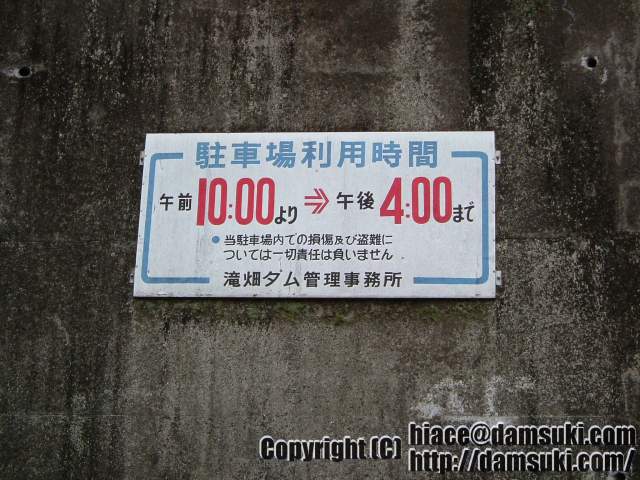 駐車場利用時間
午前10:00より⇒午後4:00まで
●当駐車場内での損傷及び盗難に
ついては一切責任は負いません
滝畑ダム管理事務所
Copyright (C) hiace@damsuki.com
http://damsuki.com/